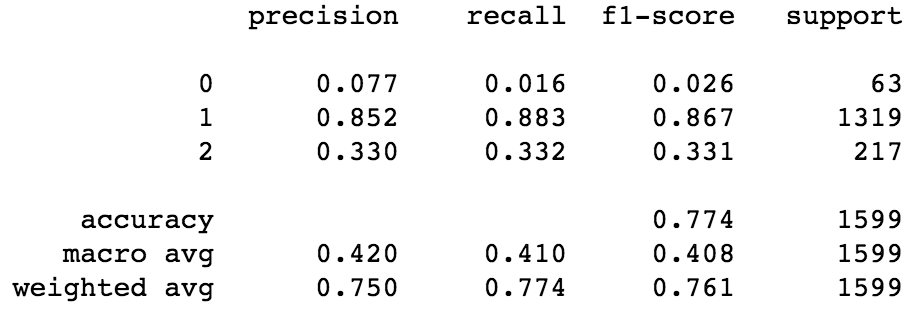 precision recall f1-score support
0 0.077 0.016 0.026 63
1 0.852 0.883 0.867 1319
2 0.330 0.332 0.331 217
accuracy 0.774 1599
macro avg 0.420 0.410 0.408 1599
weighted avg 0.750 0.774 0.761 1599